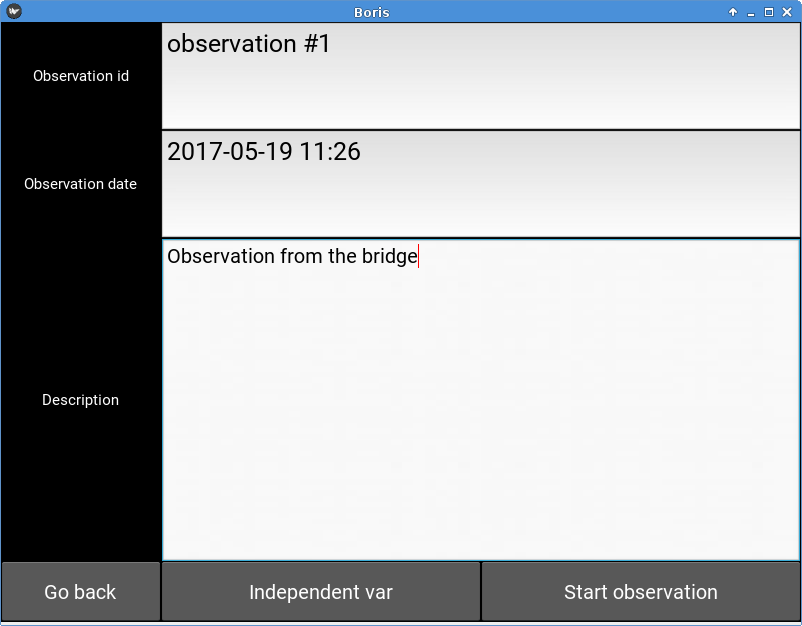 Boris
Observation id
observation #1
Observation date
2017-05-19 11:26
Description
Observation from the bridge
Go back
Independent var
Start observation